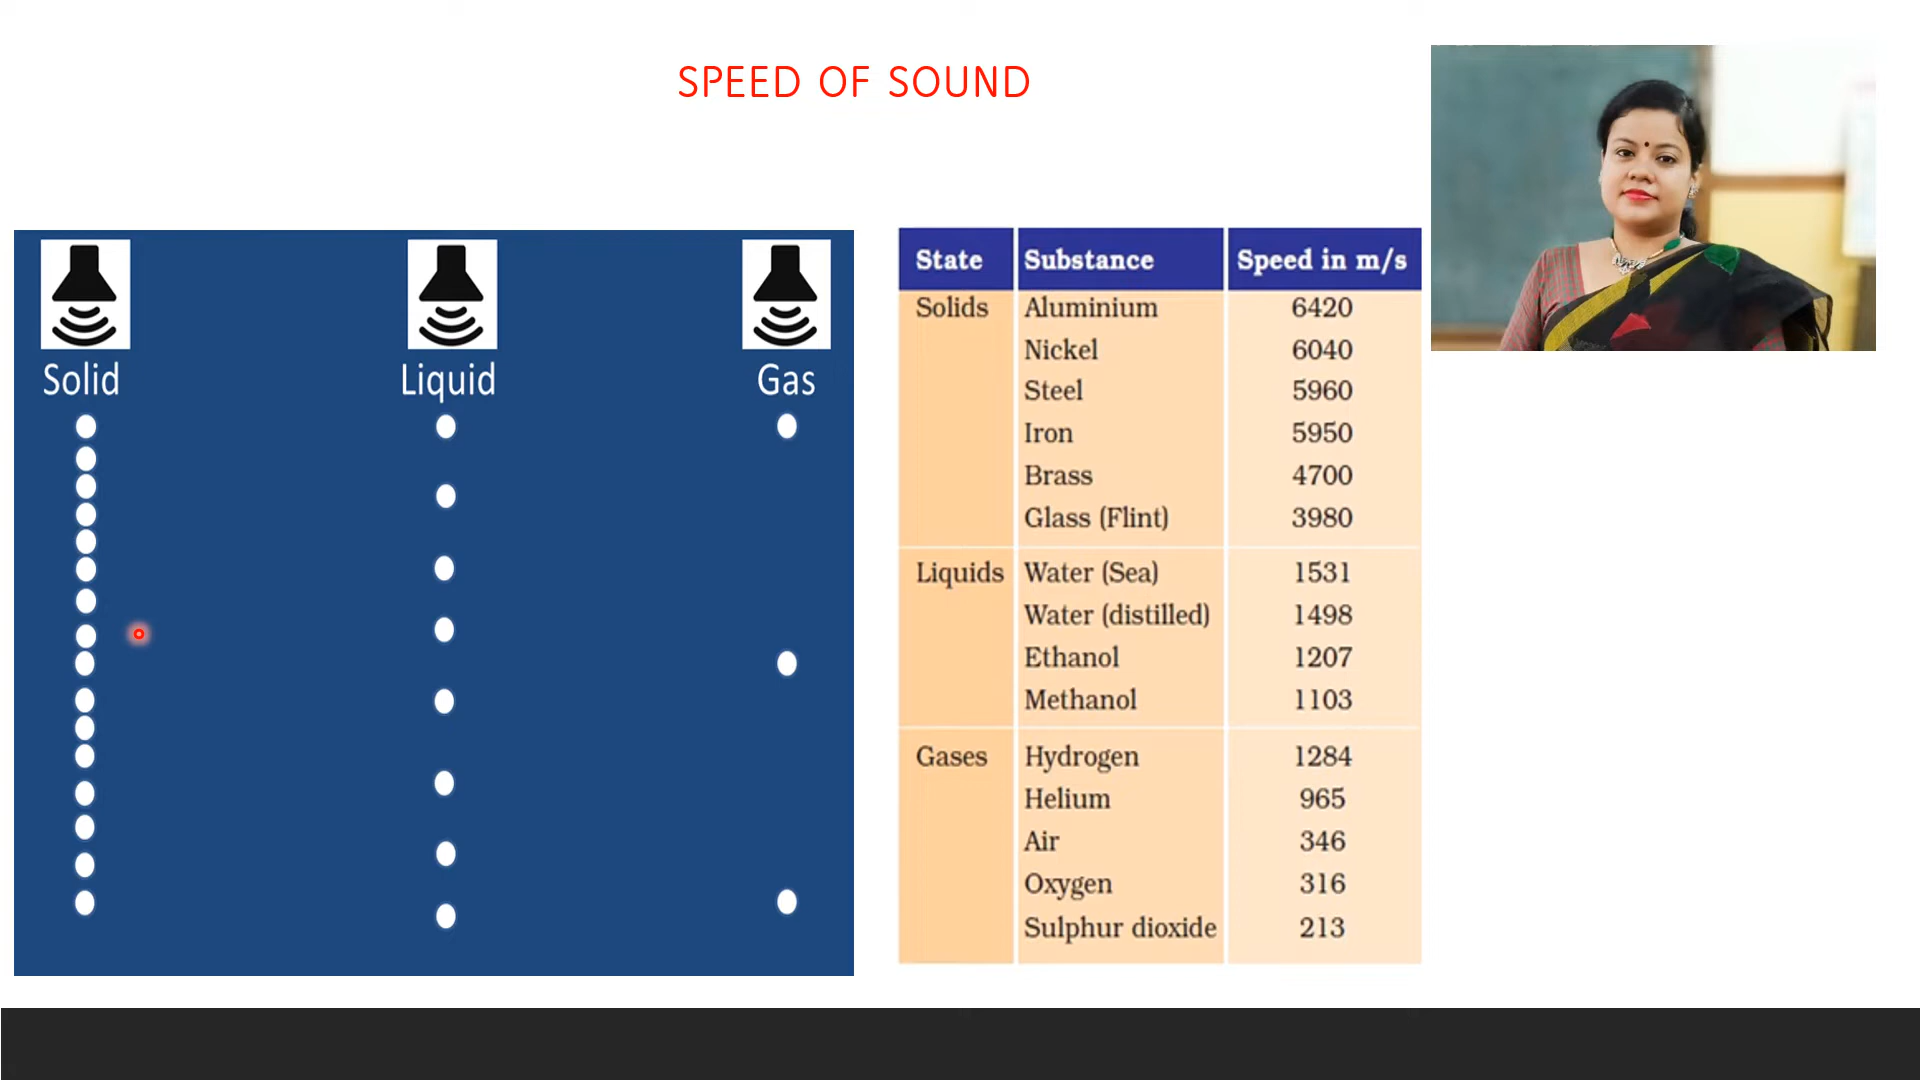 SPEED OF SOUND
Solid Liquid Gas
State Substance Speed in m/s
Solids Aluminium 6420
Nickel 6040
Steel 5960
Iron 5950
Brass 4700
Glass (Flint) 3980
Liquids Water (Sea) 1531
Water (distilled) 1498
Ethanol 1207
Methanol 1103
Gases Hydrogen 1284
Helium 965
Air 346
Oxygen 316
Sulphur dioxide 213